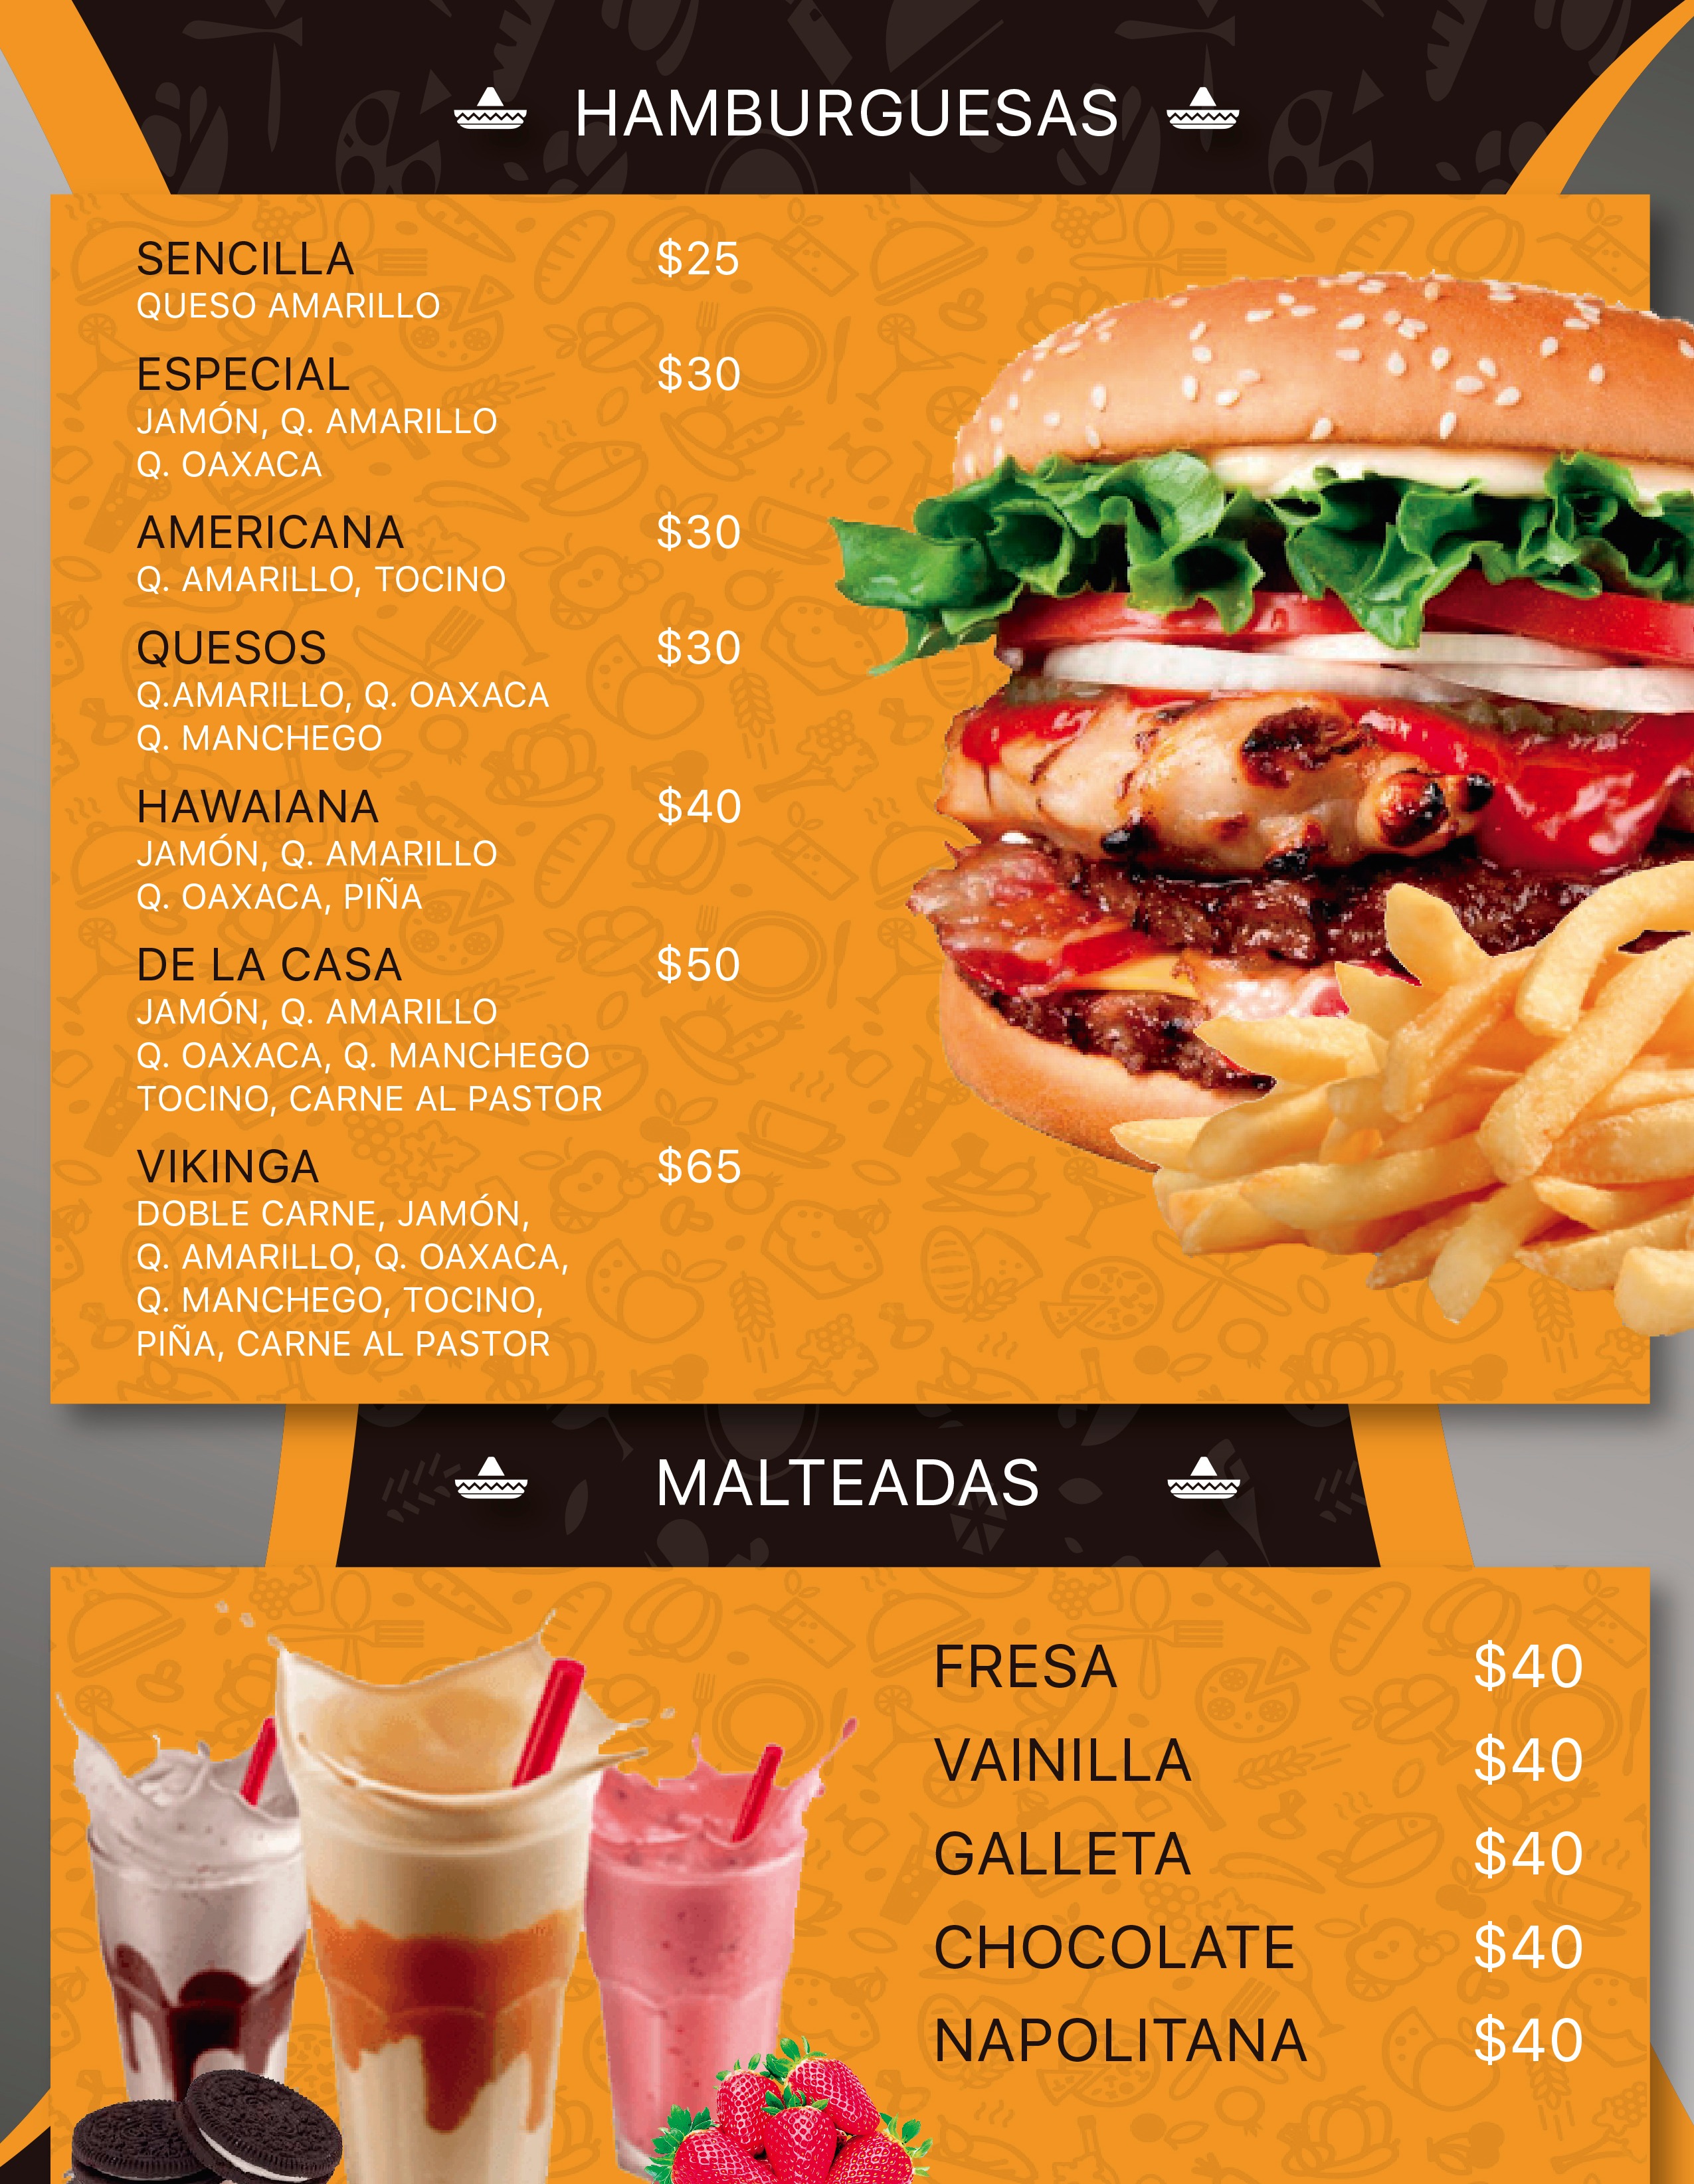 HAMBURGUESAS
SENCILLA $25
QUESO AMARILLO
ESPECIAL $30
JAMÓN, Q. AMARILLO
Q. OAXACA
AMERICANA $30
Q. AMARILLO, TOCINO
QUESOS $30
Q.AMARILLO, Q. OAXACA
Q. MANCHEGO
HAWAIANA $40
JAMÓN, Q. AMARILLO
Q. OAXACA, PIÑA
DE LA CASA $50
JAMÓN, Q. AMARILLO
Q. OAXACA, Q. MANCHEGO
TOCINO, CARNE AL PASTOR
VIKINGA $65
DOBLE CARNE, JAMÓN,
Q. AMARILLO, Q. OAXACA,
Q. MANCHEGO, TOCINO,
PIÑA, CARNE AL PASTOR
MALTEADAS
FRESA $40
VAINILLA $40
GALLETA $40
CHOCOLATE $40
NAPOLITANA $40